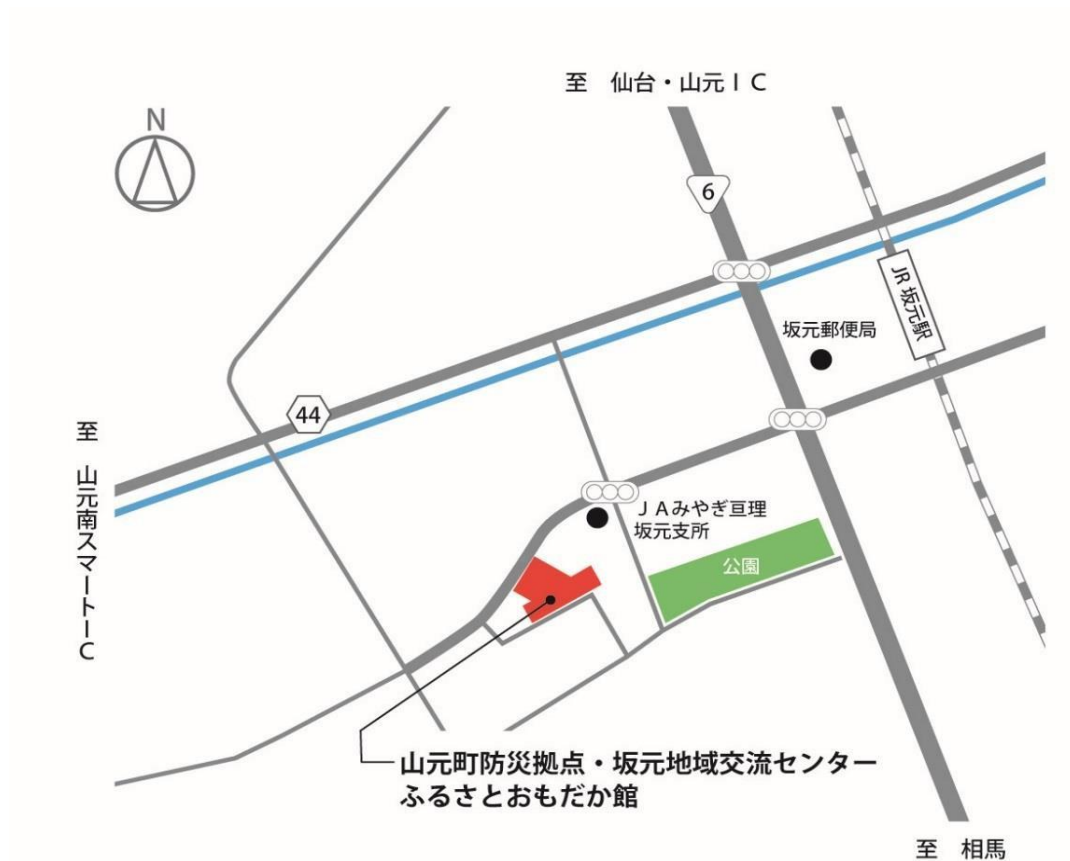 至 仙台・山元ＩＣ
N
6
JR 坂元駅
坂元郵便局
44
至 山元南スマートＩＣ
ＪＡみやぎ亘理
坂元支所
公園
山元町防災拠点・坂元地域交流センター
ふるさとおもだか館
至 相馬